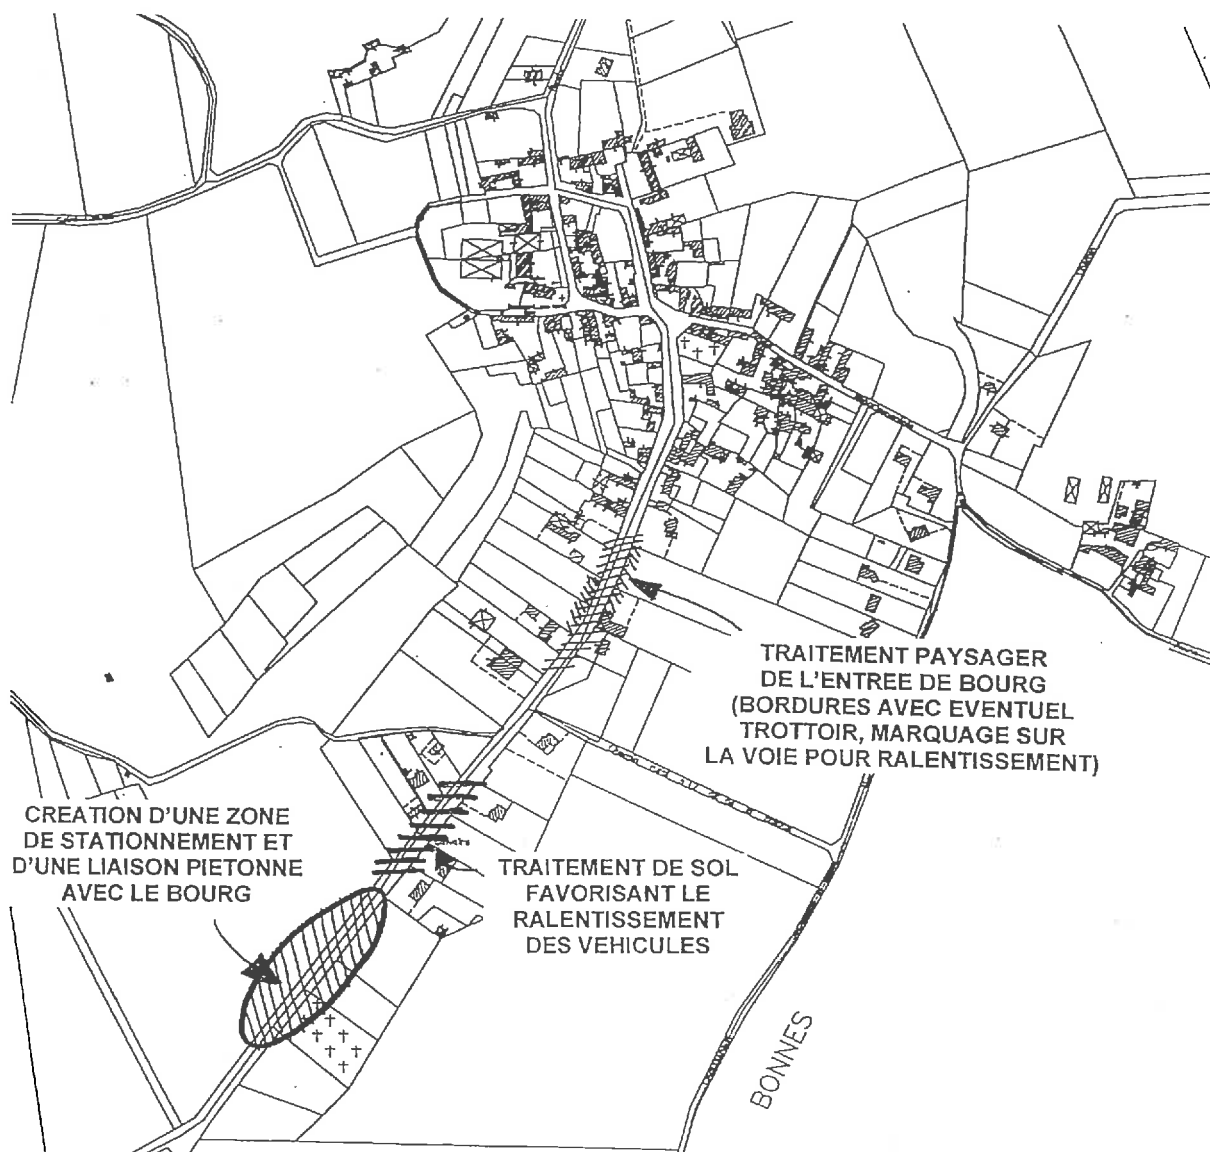 TRAITEMENT PAYSAGER
DE L'ENTREE DE BOURG
(BORDURES AVEC EVENTUEL
TROTTOIR, MARQUAGE SUR
LA VOIE POUR RALENTISSEMENT)
CREATION D'UNE ZONE
DE STATIONNEMENT ET
D'UNE LIAISON PIETONNE
AVEC LE BOURG
TRAITEMENT DE SOL
FAVORISANT LE
RALENTISSEMENT
DES VEHICULES
BONNES